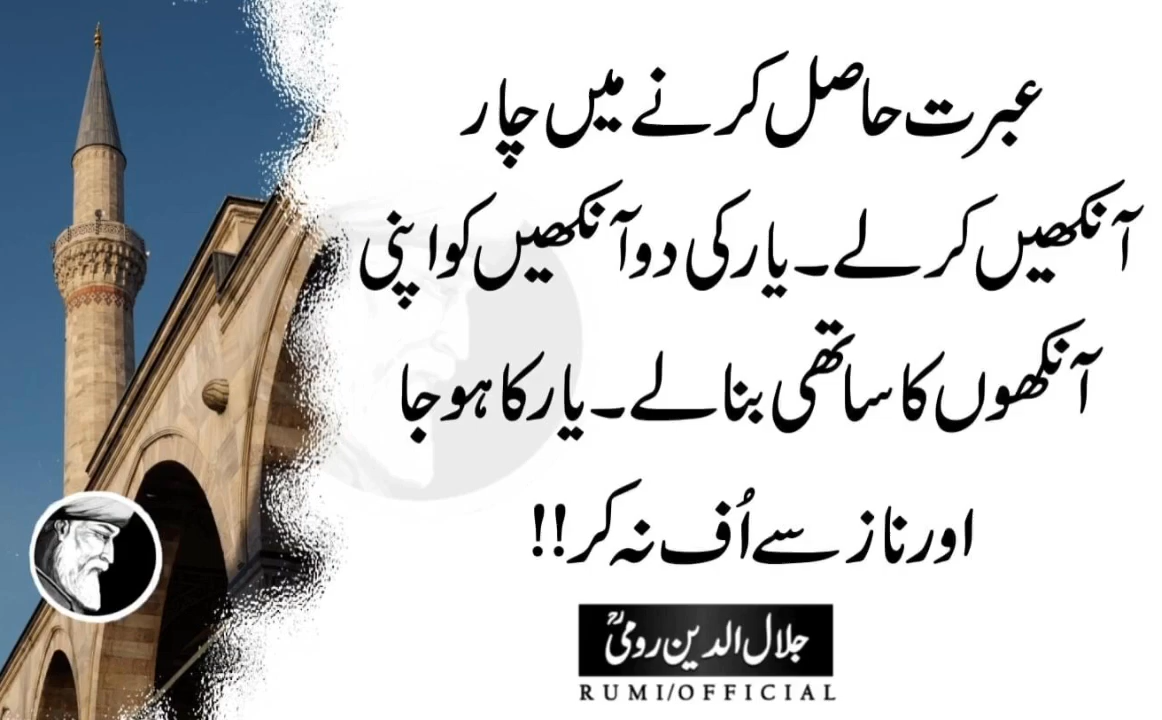 عبرت حاصل کرنے میں چار
آنکھیں کر لے۔ یار کی دو آنکھیں کو اپنی
آنکھوں کا ساتھی بنا لے۔ یار کا ہو جا
اور ناز سے اُف نہ کر!!
جلال الدین رومیؒ
RUMI/OFFICIAL